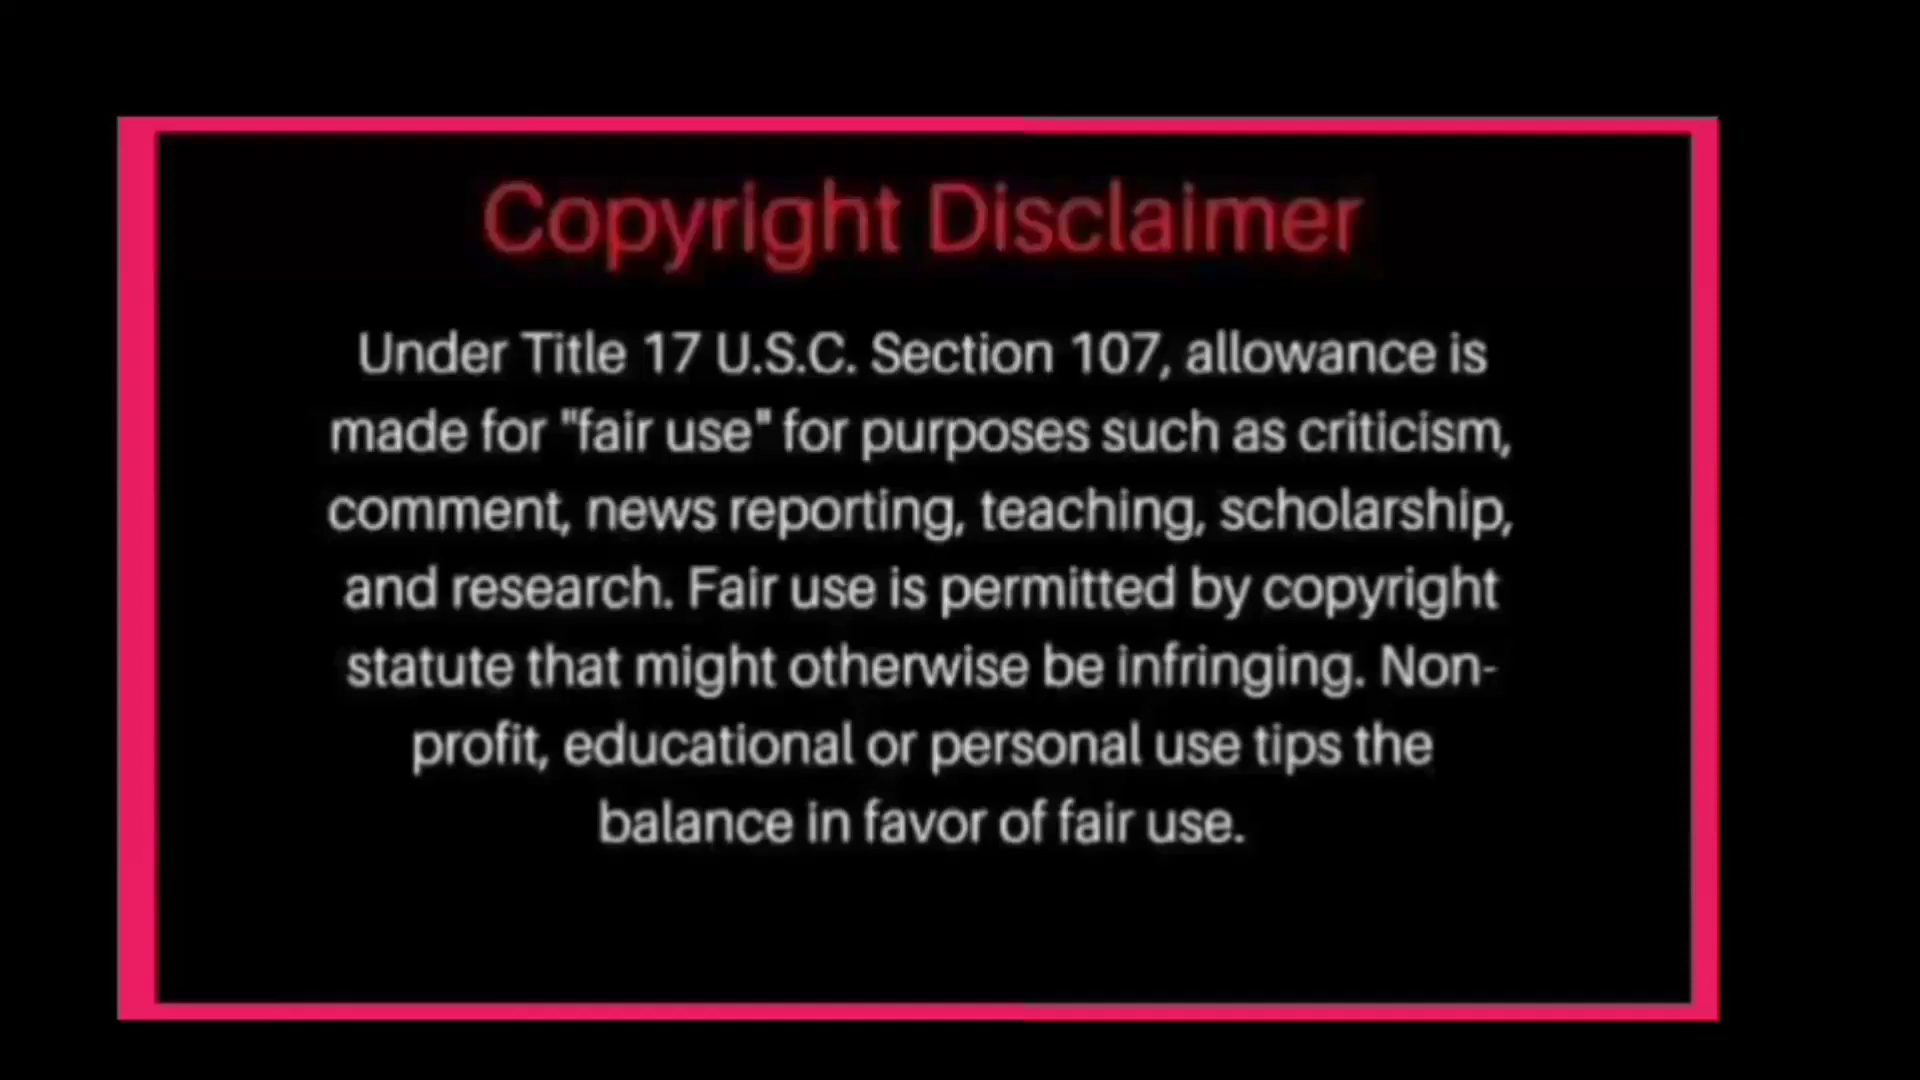 Copyright Disclaimer
Under Title 17 U.S.C. Section 107, allowance is
made for "fair use" for purposes such as criticism,
comment, news reporting, teaching, scholarship,
and research. Fair use is permitted by copyright
statute that might otherwise be infringing. Non-
profit, educational or personal use tips the
balance in favor of fair use.